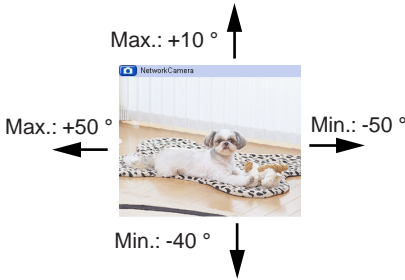 Max.: +10 °
NetworkCamera
Max.: +50 °
Min.: -50 °
Min.: -40 °